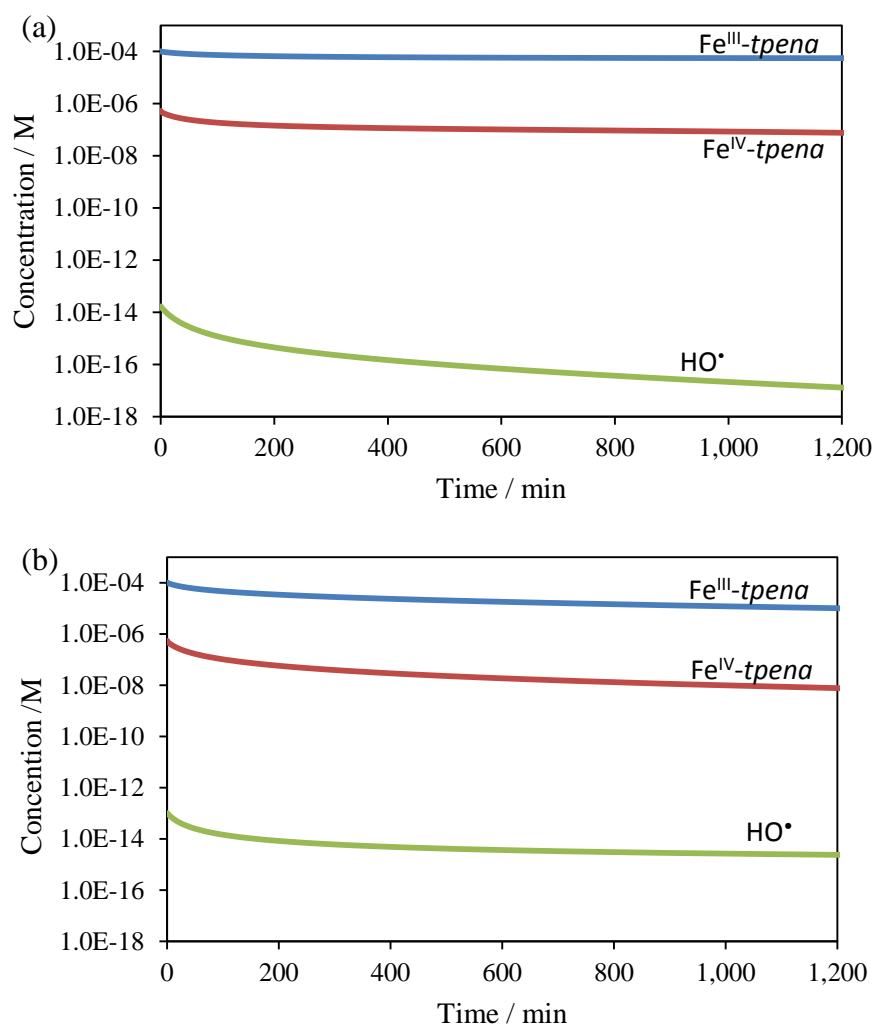 (a)
Concentration / M
1.0E-04
1.0E-06
1.0E-08
1.0E-10
1.0E-12
1.0E-14
1.0E-16
1.0E-18
Feᴵᴵᴵ-tpena
Feᴵⱽ-tpena
HO•
0 200 400 600 800 1,000 1,200
Time / min
(b)
Concention /M
1.0E-04
1.0E-06
1.0E-08
1.0E-10
1.0E-12
1.0E-14
1.0E-16
1.0E-18
Feᴵᴵᴵ-tpena
Feᴵⱽ-tpena
HO•
0 200 400 600 800 1,000 1,200
Time / min